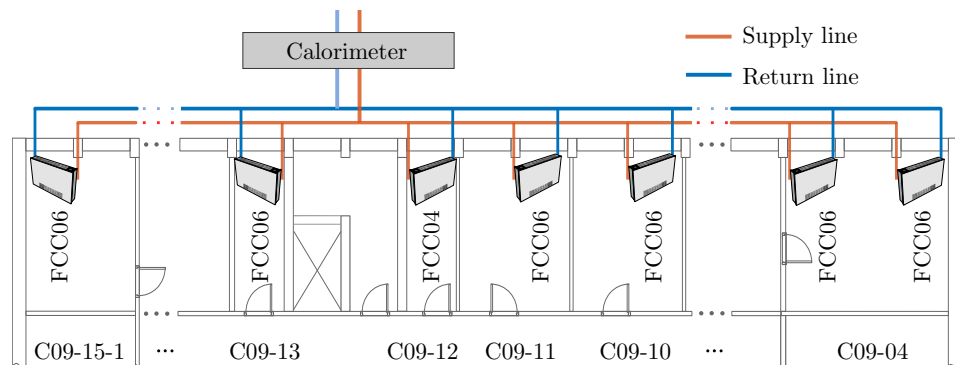 Calorimeter
Supply line
Return line
FCC06
FCC06
FCC04
FCC06
FCC06
FCC06
FCC06
C09-15-1 ... C09-13 C09-12 C09-11 C09-10 ... C09-04